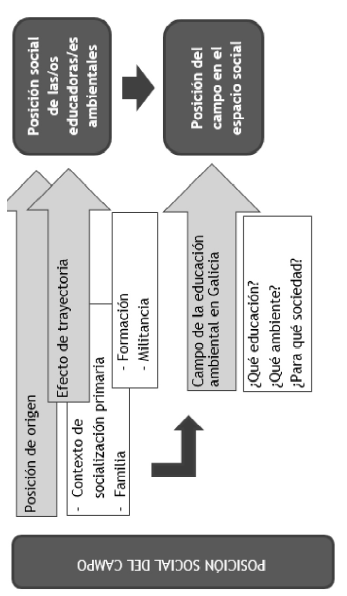 POSICIÓN SOCIAL DEL CAMPO
Posición de origen
- Contexto de
socialización primaria
- Familia
Efecto de trayectoria
- Formación
- Militancia
Posición social
de las/os
educadoras/es
ambientales
Campo de la educación
ambiental en Galicia
¿Qué educación?
¿Qué ambiente?
¿Para qué sociedad?
Posición del
campo en el
espacio social